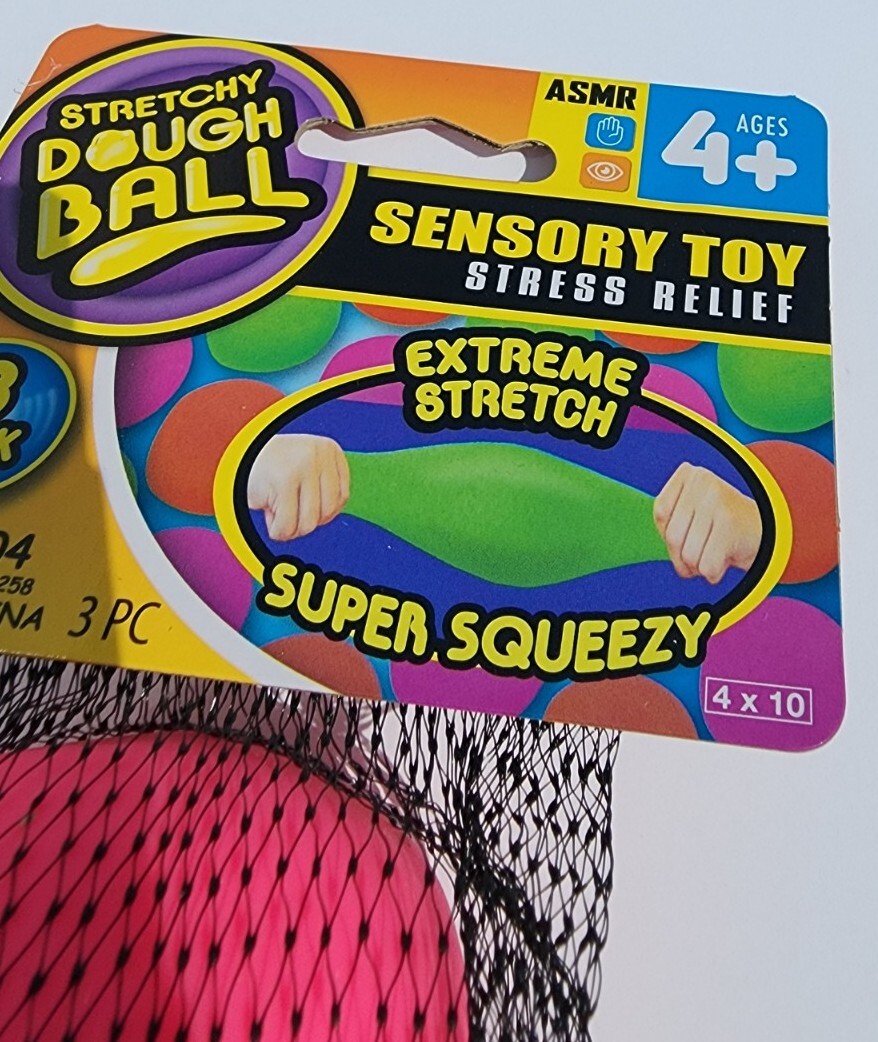 STRETCHY
DOUGH
BALL
ASMR
AGES
4+
SENSORY TOY
STRESS RELIEF
EXTREME
STRETCH
SUPER SQUEEZY
3 PC
4 x 10